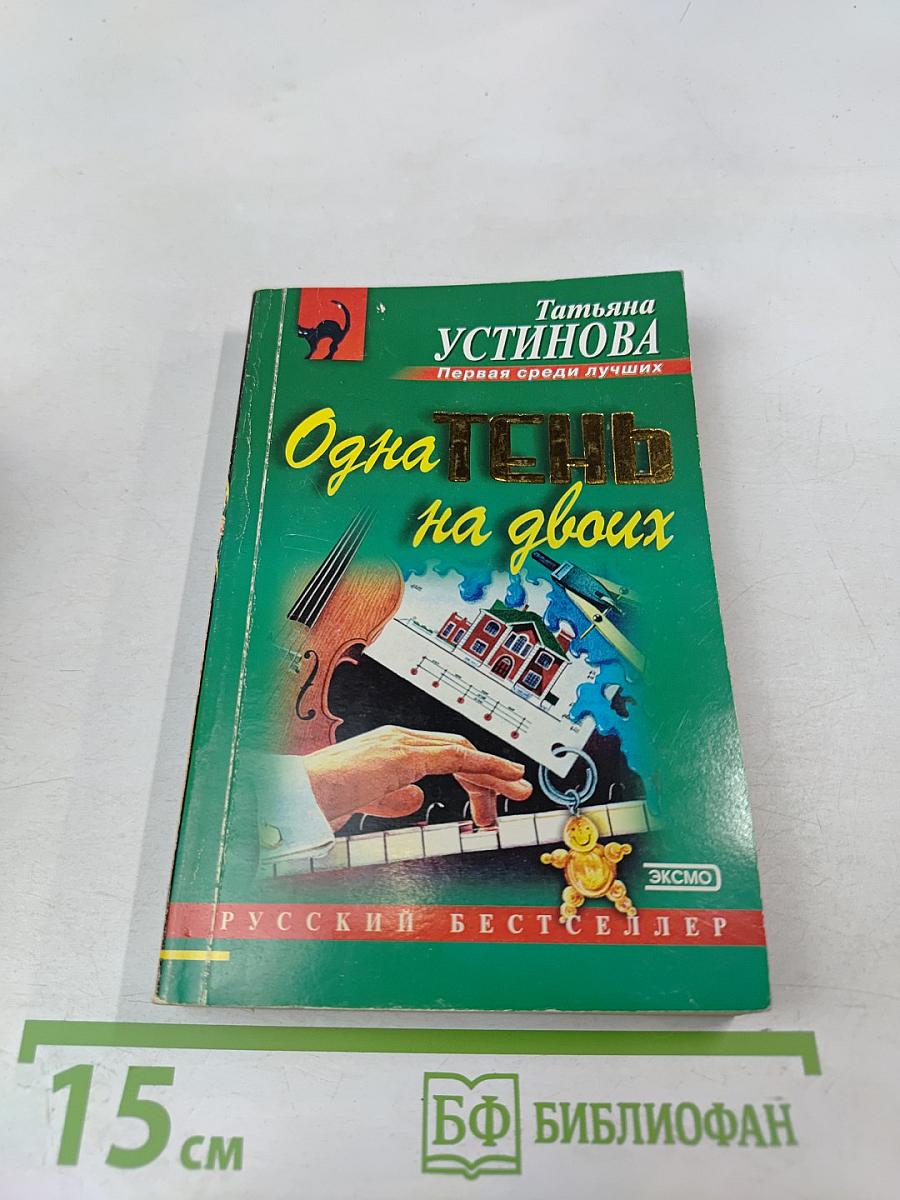 Татьяна
УСТИНОВА
Первая среди лучших
Одна ТЕНЬ
на двоих
ЭКСМО
РУССКИЙ БЕСТСЕЛЛЕР
15 см
БФ БИБЛИОФАН